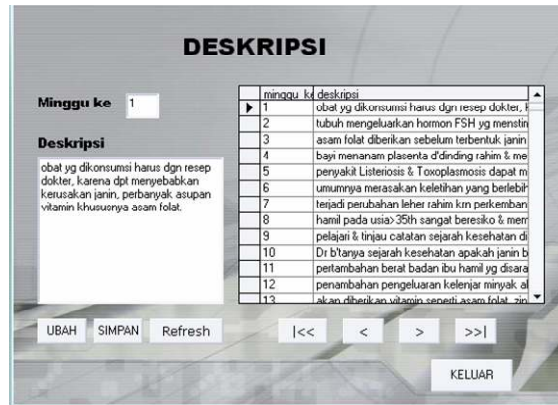 DESKRIPSI
Minggu ke 1
Deskripsi
obat yg dikonsumsi harus dgn resep
dokter, karena dpt menyebabkan
kerusakan janin, perbanyak asupan
vitamin khususnya asam folat.
minggu_ke deskripsi
1 obat yg dikonsumsi harus dgn resep dokter, k
2 tubuh mengeluarkan hormon FSH yg menstin
3 asam folat diberikan sebelum terbentuk janin
4 bayi menanam plasenta d'dinding rahim & me
5 penyakit Listeriosis & Toxoplasmosis dapat m
6 umumnya merasakan keletihan yang berlebih
7 terjadi perubahan leher rahim krn perkemban
8 hamil pada usia>35th sangat beresiko & mem
9 pelajari & tinjau catatan sejarah kesehatan di
10 Dr b'tanya sejarah kesehatan apakah janin b
11 pertambahan berat badan ibu hamil yg disara
12 penambahan pengeluaran kelenjar minyak al
13 akan diberikan vitamin seperti asam folat, zin
UBAH SIMPAN Refresh |<< < > >>|
KELUAR